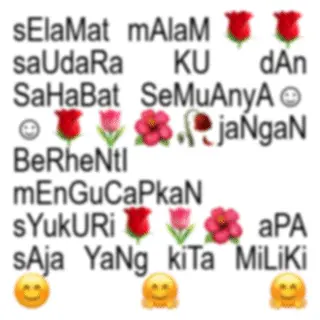 sElaMat mAlaM 🌹 🌹
saUdaRa KU dAn
SaHaBat SeMuAnyA☺
☺🌹🌷🌺🥀jaNgaN
BeRheNtI
mEnGuCaPkaN
sYukURi🌹🌷🌺 aPA
sAja YaNg kiTa MiLiKi
😊 🤗 🤗